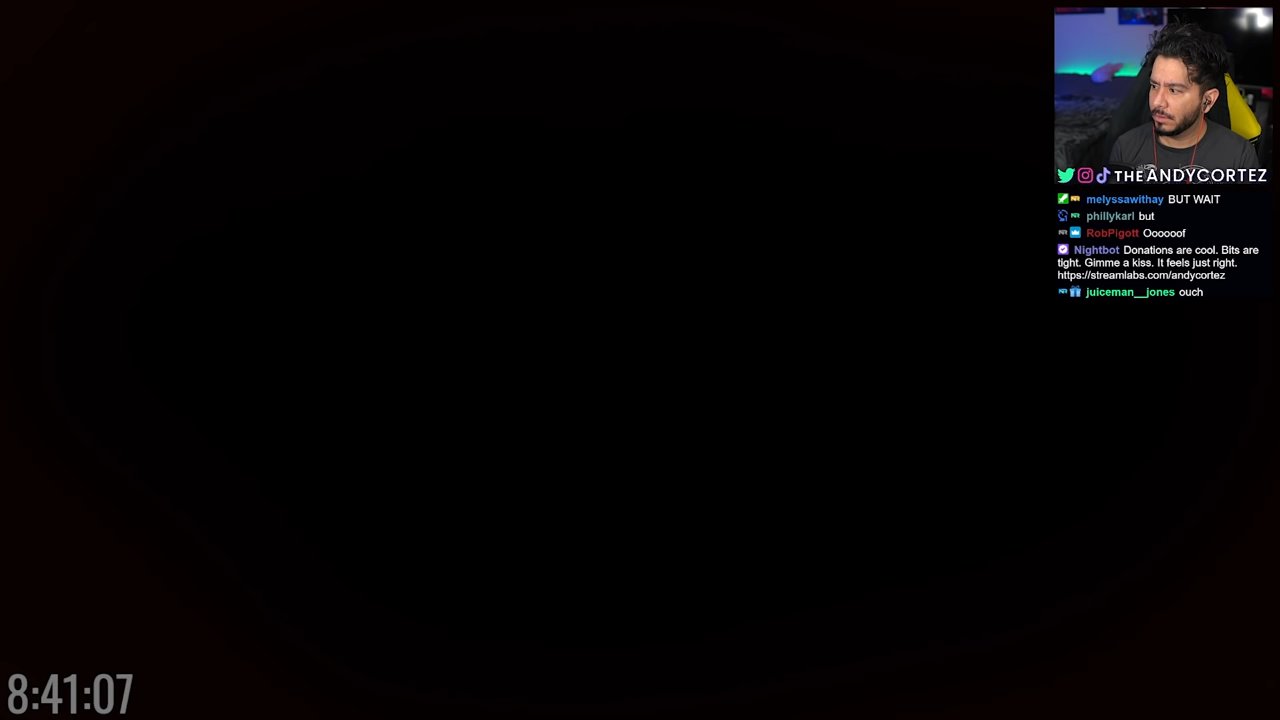 THEANDYCORTEZ
melyssawithay BUT WAIT
phillykarl but
RobPigott Oooooof
Nightbot Donations are cool. Bits are
tight. Gimme a kiss. It feels just right.
https://streamlabs.com/andycortez
juiceman__jones ouch
8:41:07